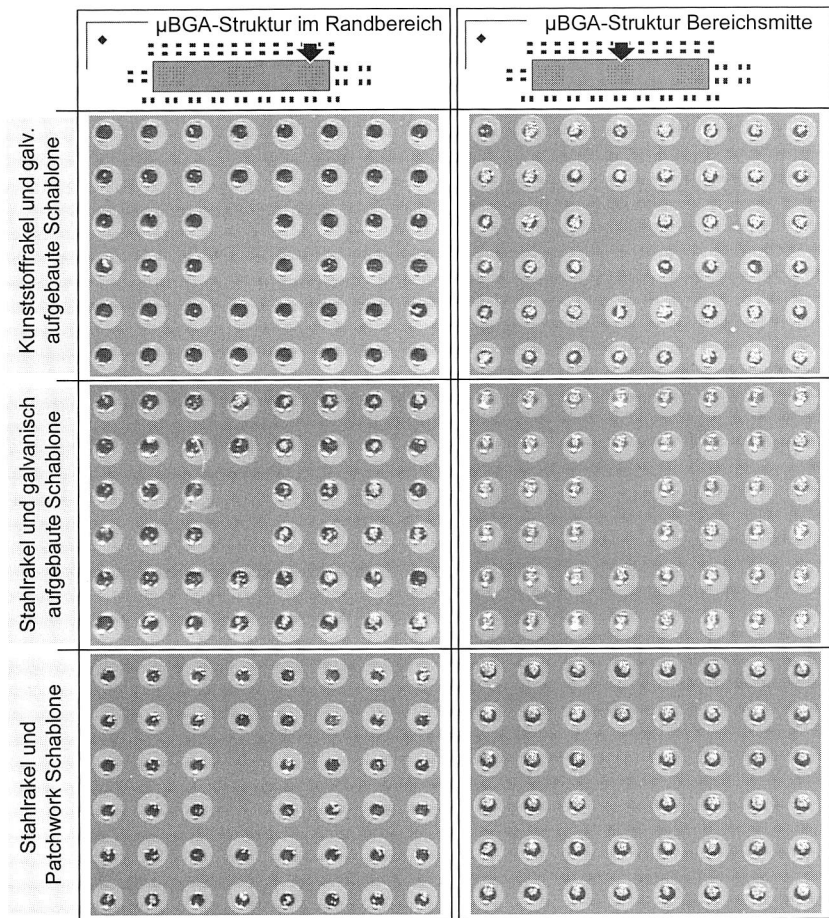 µBGA-Struktur im Randbereich
µBGA-Struktur Bereichsmitte
Kunststoffrakel und galv.
aufgebaute Schablone
Stahlrakel und galvanisch
aufgebaute Schablone
Stahlrakel und
Patchwork Schablone